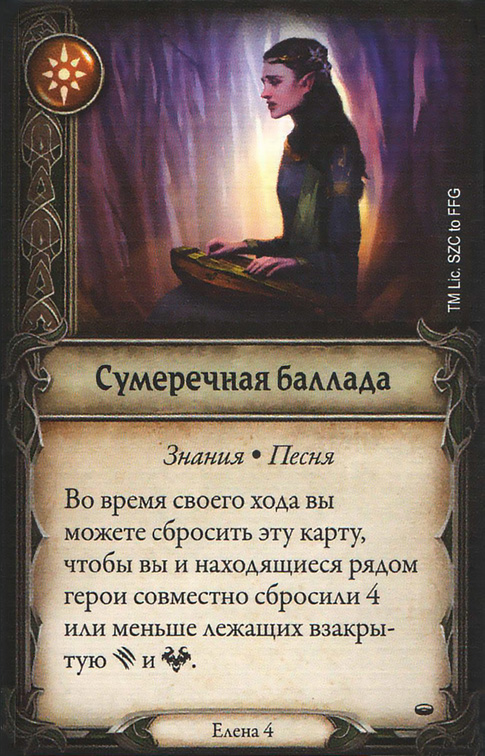 TM Lic. SZC to FFG
Сумеречная баллада
Знания • Песня
Во время своего хода вы
можете сбросить эту карту,
чтобы вы и находящиеся рядом
герои совместно сбросили 4
или меньше лежащих взакры-
тую и .
Елена 4